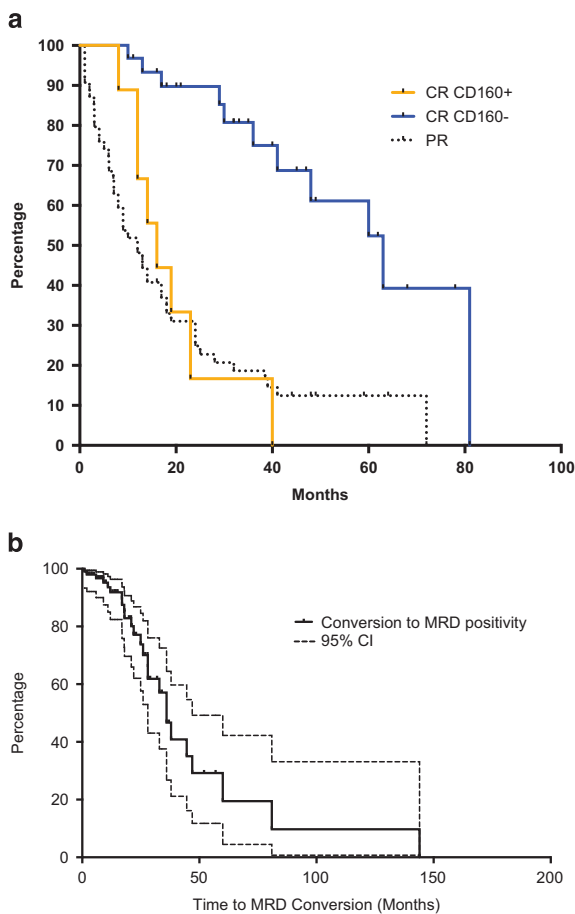 a
100
90
80
70
60
50
40
30
20
10
0
Percentage
CR CD160+
CR CD160-
PR
0 20 40 60 80 100
Months
b
100
80
60
40
20
0
Percentage
Conversion to MRD positivity
95% CI
0 50 100 150 200
Time to MRD Conversion (Months)